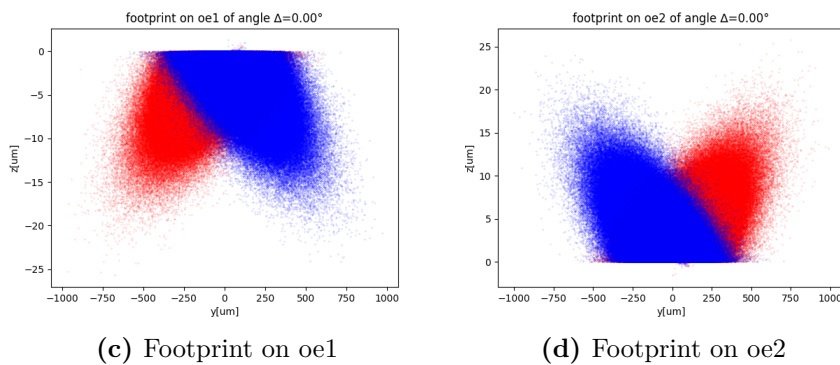 footprint on oe1 of angle Δ=0.00°
0
−5
−10
−15
−20
−25
z[um]
−1000 −750 −500 −250 0 250 500 750 1000
y[um]
(c) Footprint on oe1
footprint on oe2 of angle Δ=0.00°
25
20
15
10
5
0
z[um]
−1000 −750 −500 −250 0 250 500 750 1000
y[um]
(d) Footprint on oe2